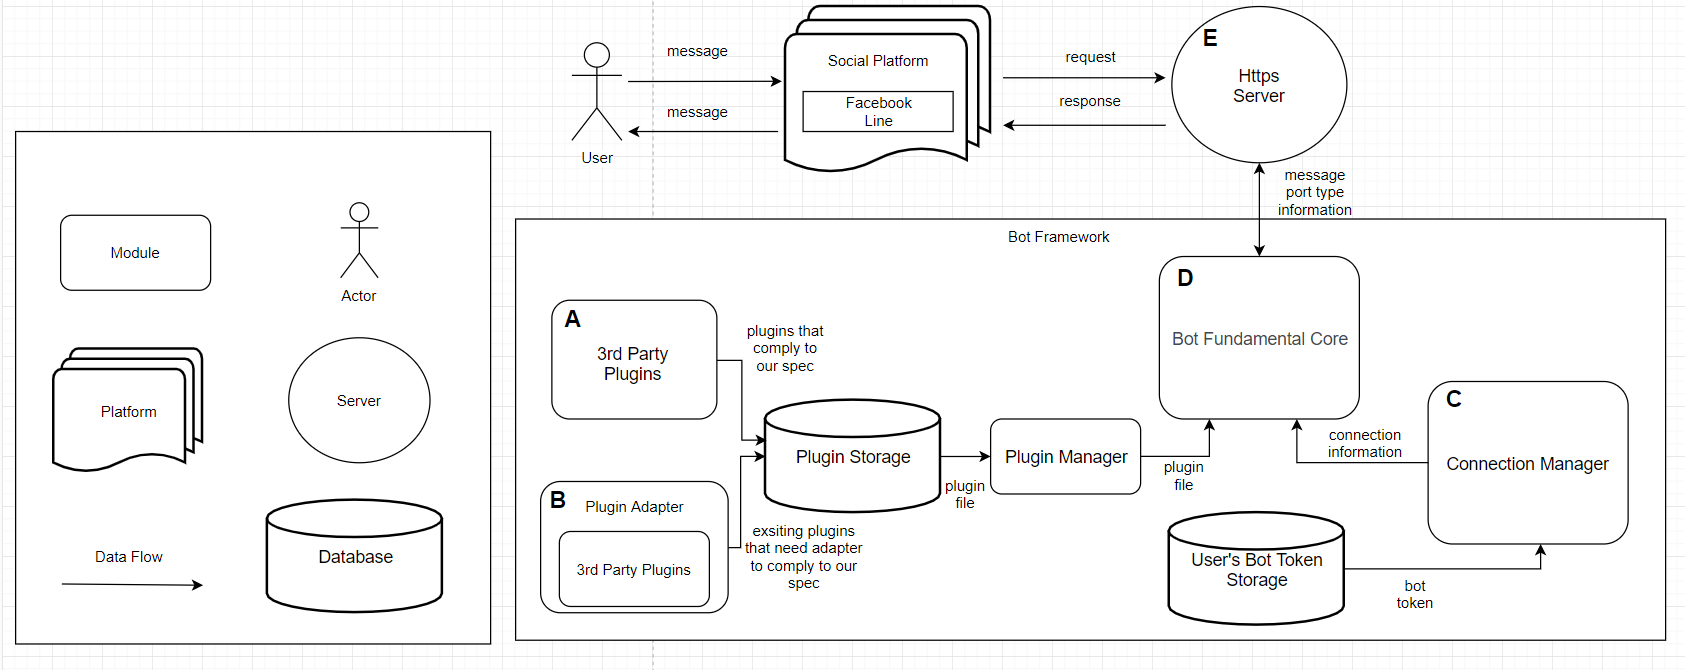 message
message
User
Social Platform
Facebook
Line
request
response
E
Https
Server
message
port type
information
Module
Actor
Platform
Server
Data Flow
Database
Bot Framework
A
3rd Party
Plugins
plugins that
comply to
our spec
B
Plugin Adapter
3rd Party Plugins
exsiting plugins
that need adapter
to comply to our
spec
Plugin Storage
plugin
file
Plugin Manager
plugin
file
D
Bot Fundamental Core
connection
information
C
Connection Manager
User's Bot Token
Storage
bot
token